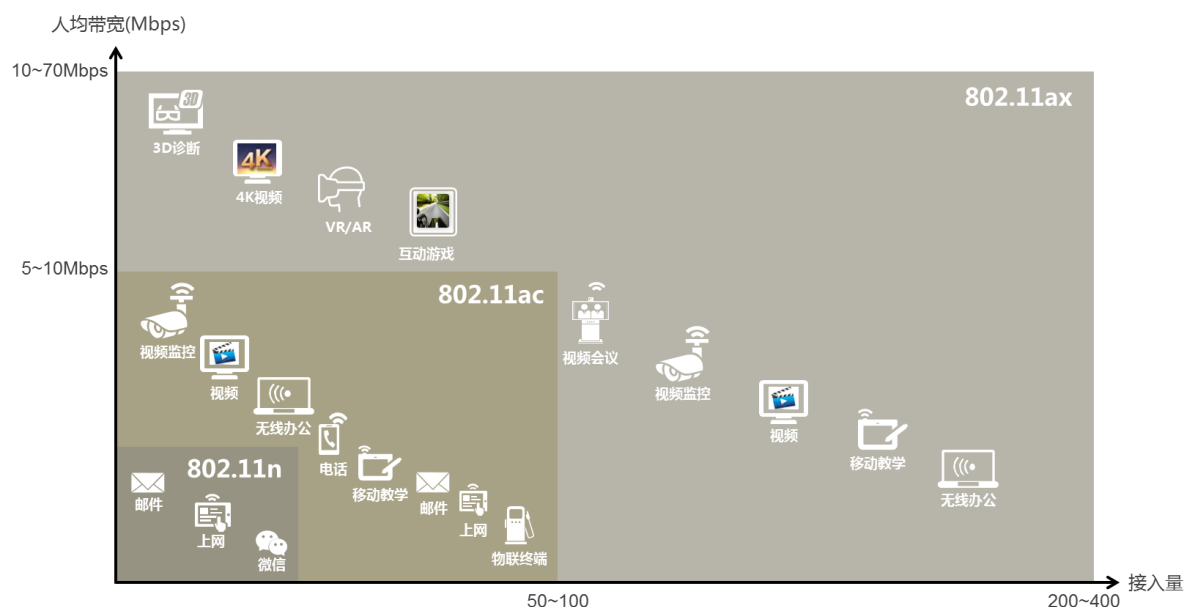 人均带宽(Mbps)
10~70Mbps
802.11ax
3D
3D诊断
4K
4K视频
VR/AR
互动游戏
5~10Mbps
802.11ac
视频监控
视频
无线办公
电话
移动教学
邮件
上网
物联终端
视频会议
视频监控
视频
移动教学
无线办公
802.11n
邮件
上网
微信
接入量
50~100
200~400